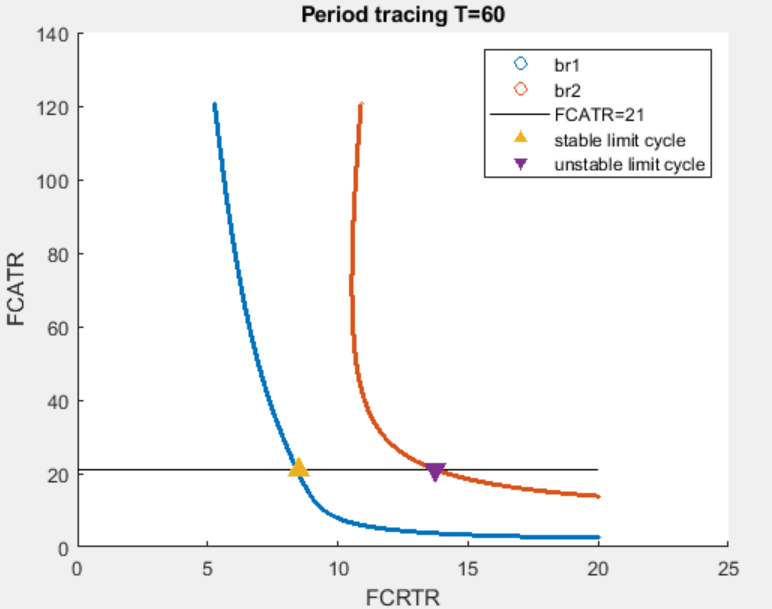 Period tracing T=60
140
120
100
80
60
40
20
0
FCATR
br1
br2
FCATR=21
stable limit cycle
unstable limit cycle
0 5 10 15 20 25
FCRTR